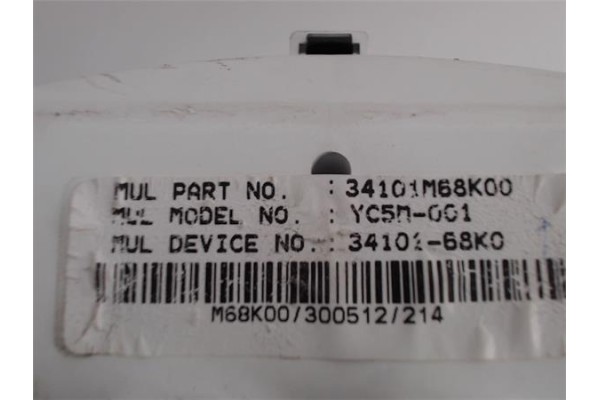 MUL PART NO. : 34101M68K00
MUL MODEL NO. : YC5M-001
MUL DEVICE NO. : 34101-68K0
M68K00/300512/214